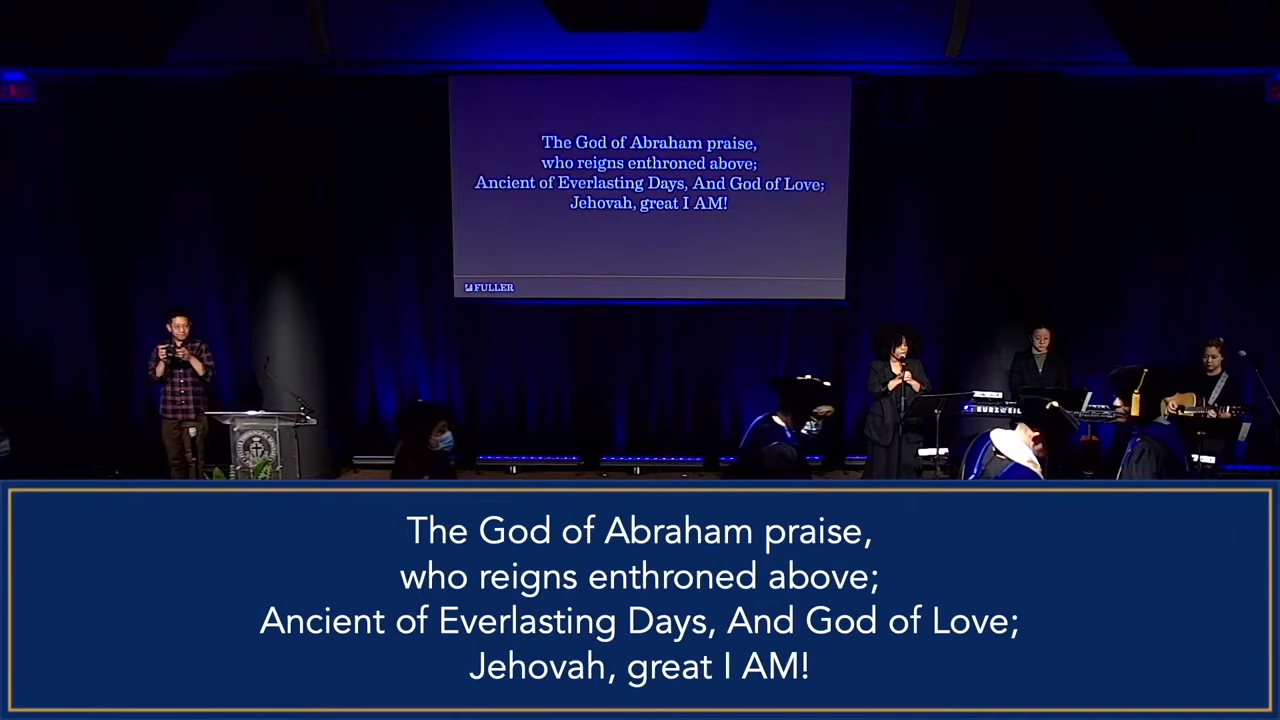 The God of Abraham praise,
who reigns enthroned above;
Ancient of Everlasting Days, And God of Love;
Jehovah, great I AM!
FULLER
KURZWEIL
The God of Abraham praise,
who reigns enthroned above;
Ancient of Everlasting Days, And God of Love;
Jehovah, great I AM!